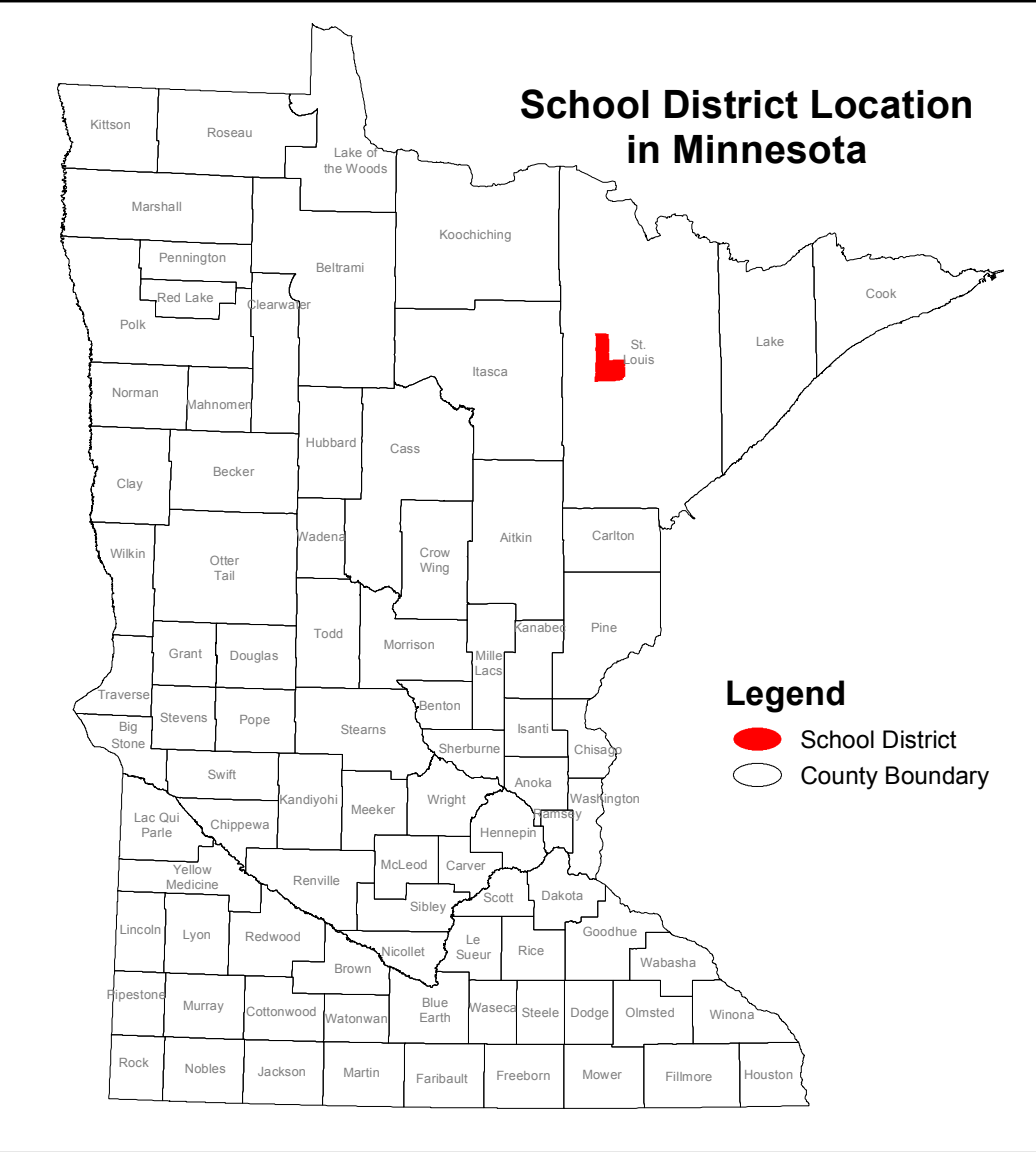 School District Location
in Minnesota
Kittson
Roseau
Lake of
the Woods
Marshall
Koochiching
Pennington
Beltrami
Red Lake
Clearwater
Cook
Polk
St.
Louis
Lake
Itasca
Norman
Mahnomen
Hubbard
Cass
Becker
Clay
Wadena
Aitkin
Carlton
Wilkin
Otter
Tail
Crow
Wing
Todd
Morrison
Kanabec
Pine
Grant
Douglas
Mille
Lacs
Traverse
Stevens
Pope
Benton
Legend
Big
Stone
Stearns
Isanti
Sherburne
Chisago
School District
Swift
Anoka
County Boundary
Kandiyohi
Meeker
Wright
Washington
Ramsey
Lac Qui
Parle
Chippewa
Hennepin
Yellow
Medicine
Renville
McLeod
Carver
Scott
Dakota
Sibley
Lincoln
Lyon
Redwood
Goodhue
Nicollet
Le
Sueur
Rice
Brown
Wabasha
Pipestone
Murray
Cottonwood
Watonwan
Blue
Earth
Waseca
Steele
Dodge
Olmsted
Winona
Rock
Nobles
Jackson
Martin
Faribault
Freeborn
Mower
Fillmore
Houston